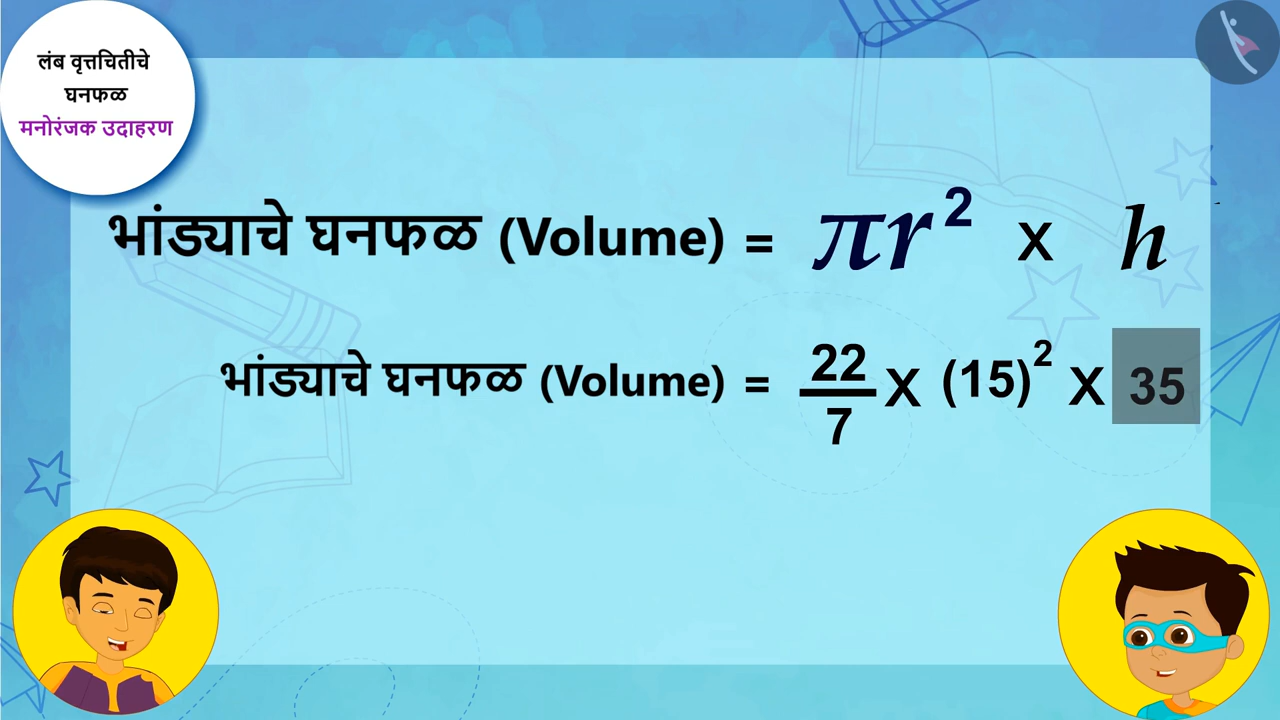 लंब वृत्तचितीचे
घनफळ
मनोरंजक उदाहरण
भांड्याचे घनफळ (Volume) = πr² x h
भांड्याचे घनफळ (Volume) = 22/7 X (15)² X 35